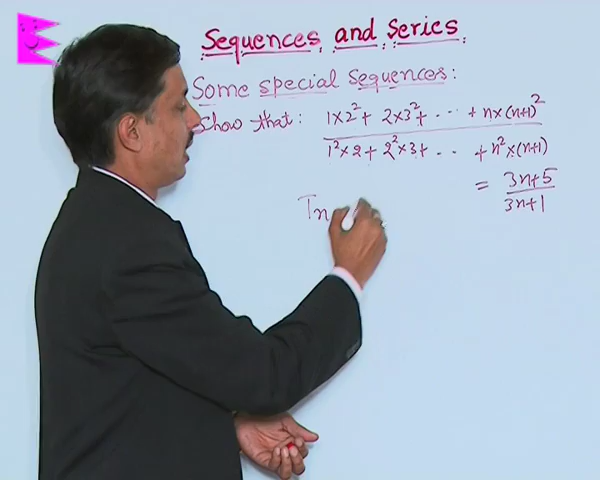 Sequences and Series
Some special Sequences:
Show that: 1×2²+ 2×3²+ ··· + n×(n+1)²
1²×2+ 2²×3+ ·· + n²×(n+1)
= 3n+5
3n+1
Tn